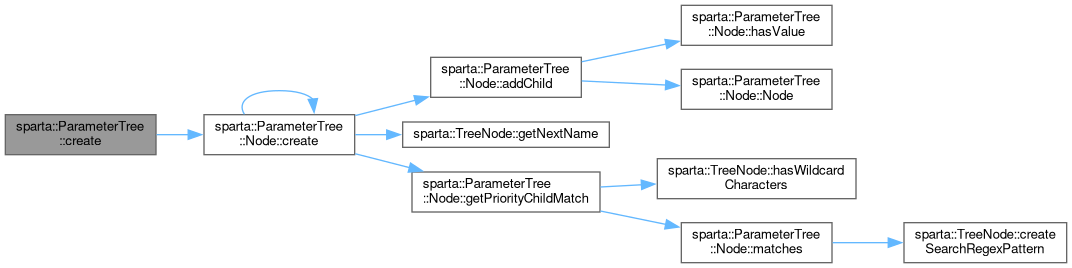 sparta::ParameterTree
::create
sparta::ParameterTree
::Node::create
sparta::ParameterTree
::Node::addChild
sparta::TreeNode::getNextName
sparta::ParameterTree
::Node::getPriorityChildMatch
sparta::ParameterTree
::Node::hasValue
sparta::ParameterTree
::Node::Node
sparta::TreeNode::hasWildcard
Characters
sparta::ParameterTree
::Node::matches
sparta::TreeNode::create
SearchRegexPattern